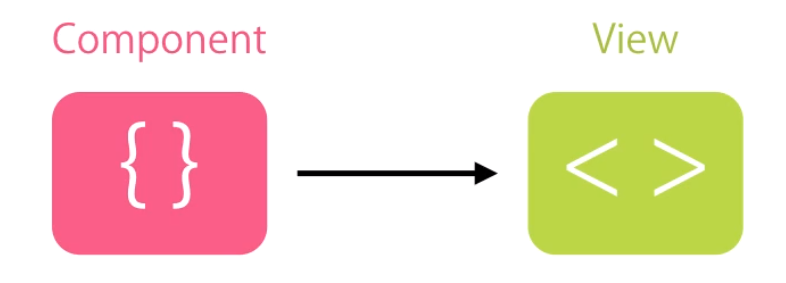 Component
View
{ }
< >